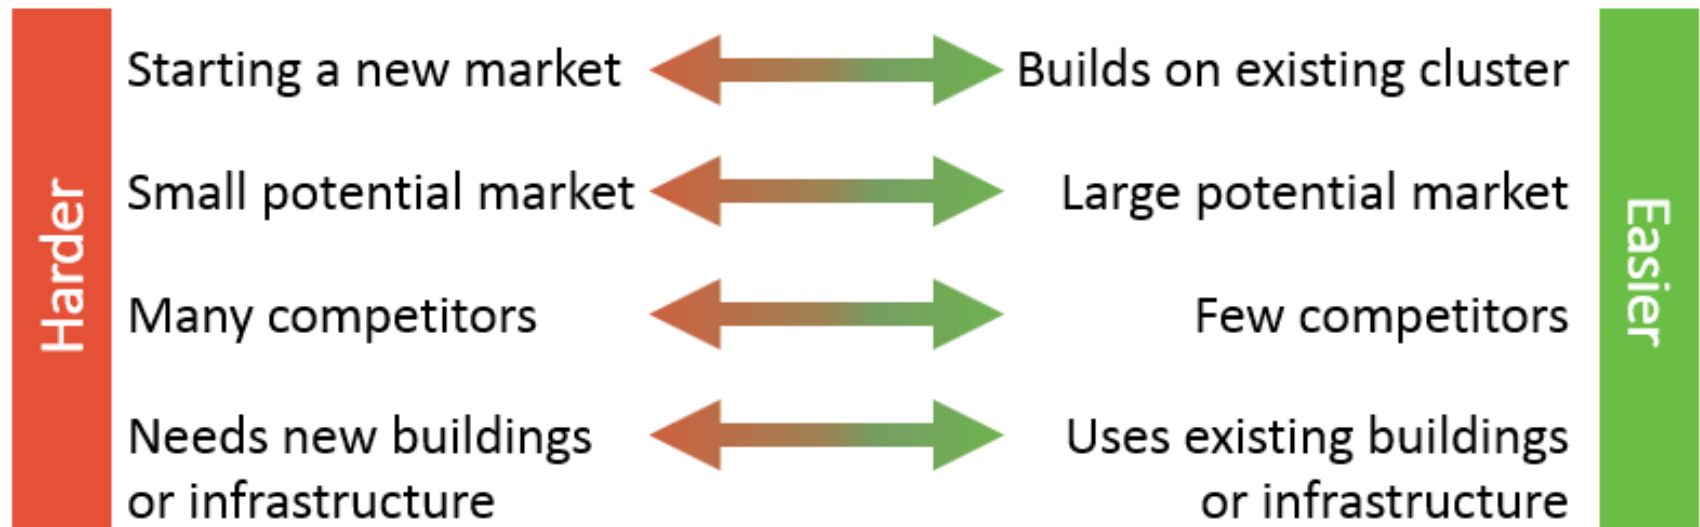 Harder
Starting a new market
Builds on existing cluster
Small potential market
Large potential market
Many competitors
Few competitors
Needs new buildings
or infrastructure
Uses existing buildings
or infrastructure
Easier